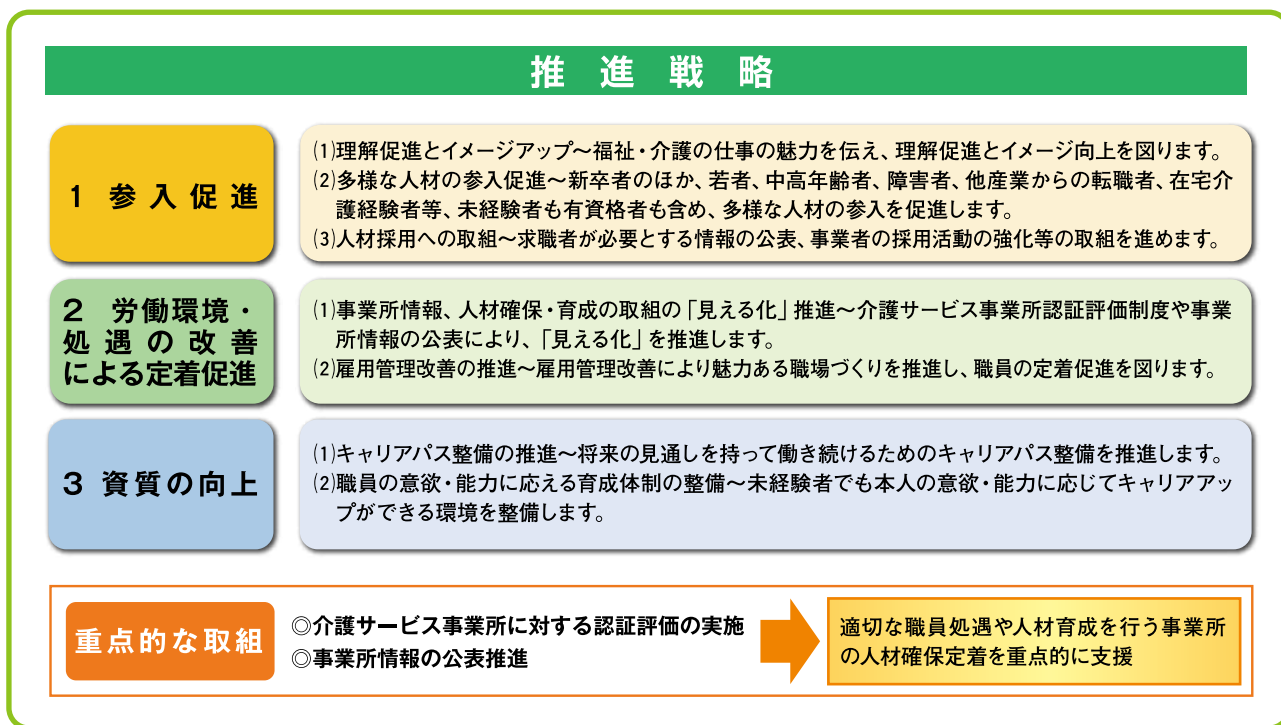 推進戦略
1 参入促進
⑴理解促進とイメージアップ～福祉・介護の仕事の魅力を伝え、理解促進とイメージ向上を図ります。
⑵多様な人材の参入促進～新卒者のほか、若者、中高年齢者、障害者、他産業からの転職者、在宅介
護経験者等、未経験者も有資格者も含め、多様な人材の参入を促進します。
⑶人材採用への取組～求職者が必要とする情報の公表、事業者の採用活動の強化等の取組を進めます。
2 労働環境・
処遇の改善
による定着促進
⑴事業所情報、人材確保・育成の取組の「見える化」推進～介護サービス事業所認証評価制度や事業
所情報の公表により、「見える化」を推進します。
⑵雇用管理改善の推進～雇用管理改善により魅力ある職場づくりを推進し、職員の定着促進を図ります。
3 資質の向上
⑴キャリアパス整備の推進～将来の見通しを持って働き続けるためのキャリアパス整備を推進します。
⑵職員の意欲・能力に応える育成体制の整備～未経験者でも本人の意欲・能力に応じてキャリアアッ
プができる環境を整備します。
重点的な取組
◎介護サービス事業所に対する認証評価の実施
◎事業所情報の公表推進
適切な職員処遇や人材育成を行う事業所
の人材確保定着を重点的に支援